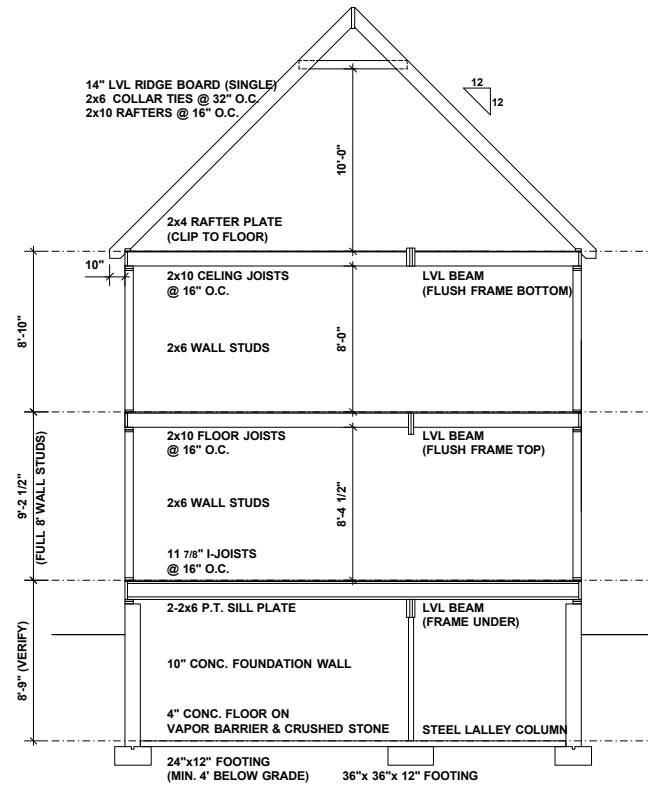 12
12
14" LVL RIDGE BOARD (SINGLE)
2x6 COLLAR TIES @ 32" O.C.
2x10 RAFTERS @ 16" O.C.
10'-0"
2x4 RAFTER PLATE
(CLIP TO FLOOR)
10"
2x10 CELING JOISTS
@ 16" O.C.
LVL BEAM
(FLUSH FRAME BOTTOM)
8'-10"
8'-0"
2x6 WALL STUDS
2x10 FLOOR JOISTS
@ 16" O.C.
LVL BEAM
(FLUSH FRAME TOP)
9'-2 1/2"
(FULL 8' WALL STUDS)
8'-4 1/2"
2x6 WALL STUDS
11 7/8" I-JOISTS
@ 16" O.C.
2-2x6 P.T. SILL PLATE
LVL BEAM
(FRAME UNDER)
8'-9" (VERIFY)
10" CONC. FOUNDATION WALL
4" CONC. FLOOR ON
VAPOR BARRIER & CRUSHED STONE
STEEL LALLEY COLUMN
24"x12" FOOTING
(MIN. 4' BELOW GRADE)
36"x 36"x 12" FOOTING